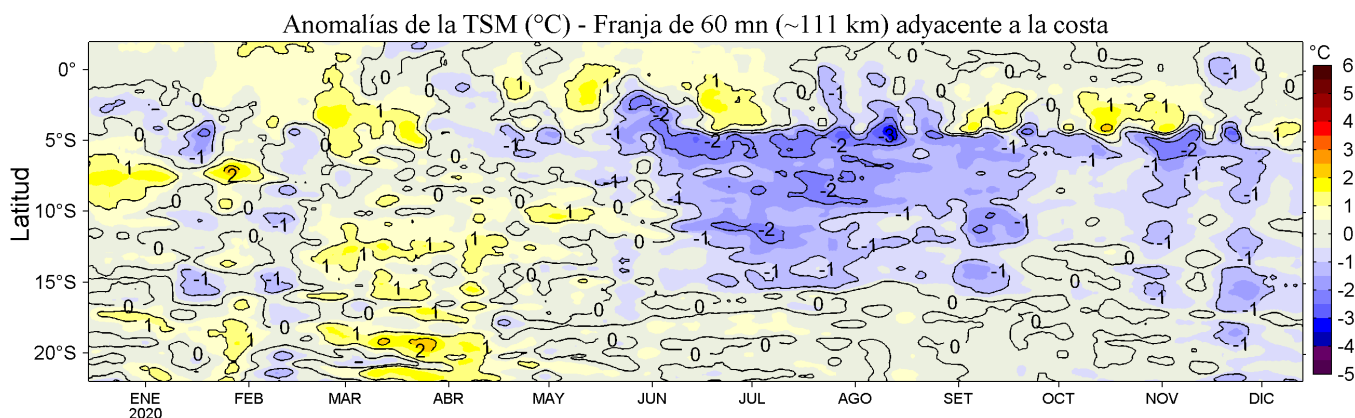 Anomalías de la TSM (°C) - Franja de 60 mn (~111 km) adyacente a la costa
°C
Latitud
0°
5°S
10°S
15°S
20°S
ENE FEB MAR ABR MAY JUN JUL AGO SET OCT NOV DIC
2020
6
5
4
3
2
1
0
-1
-2
-3
-4
-5